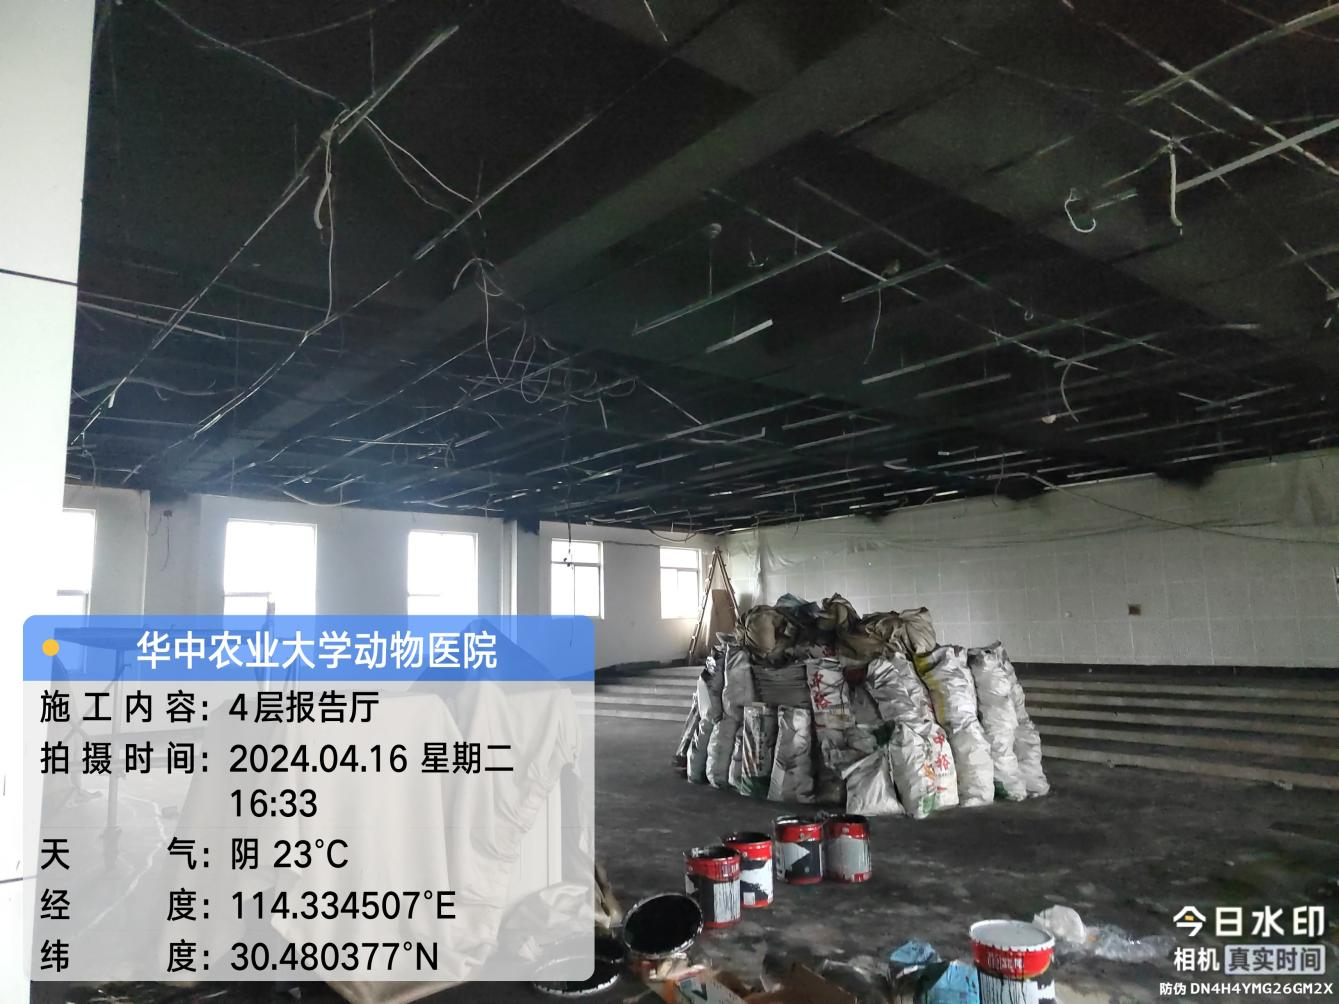 华中农业大学动物医院
施工内容：4层报告厅
拍摄时间：2024.04.16 星期二
16:33
天气：阴 23°C
经度：114.334507°E
纬度：30.480377°N
中裕
今日水印
相机 真实时间
防伪 DN4H4YMG26GM2X